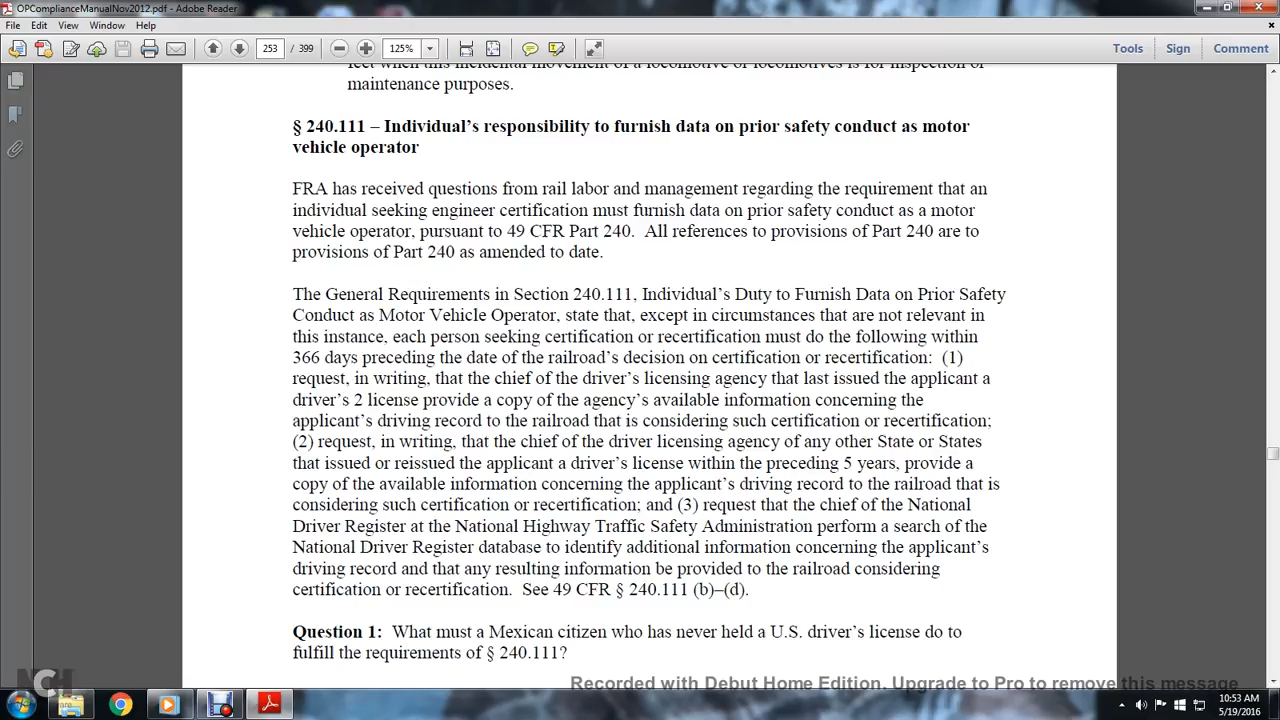 OPComplianceManualNov2012.pdf - Adobe Reader
File Edit View Window Help
253 / 399 125% Tools Sign Comment
feet when this incidental movement of a locomotive or locomotives is for inspection or
maintenance purposes.
§ 240.111 – Individual’s responsibility to furnish data on prior safety conduct as motor
vehicle operator
FRA has received questions from rail labor and management regarding the requirement that an
individual seeking engineer certification must furnish data on prior safety conduct as a motor
vehicle operator, pursuant to 49 CFR Part 240. All references to provisions of Part 240 are to
provisions of Part 240 as amended to date.
The General Requirements in Section 240.111, Individual’s Duty to Furnish Data on Prior Safety
Conduct as Motor Vehicle Operator, state that, except in circumstances that are not relevant in
this instance, each person seeking certification or recertification must do the following within
366 days preceding the date of the railroad’s decision on certification or recertification: (1)
request, in writing, that the chief of the driver’s licensing agency that last issued the applicant a
driver’s 2 license provide a copy of the agency’s available information concerning the
applicant’s driving record to the railroad that is considering such certification or recertification;
(2) request, in writing, that the chief of the driver licensing agency of any other State or States
that issued or reissued the applicant a driver’s license within the preceding 5 years, provide a
copy of the available information concerning the applicant’s driving record to the railroad that is
considering such certification or recertification; and (3) request that the chief of the National
Driver Register at the National Highway Traffic Safety Administration perform a search of the
National Driver Register database to identify additional information concerning the applicant’s
driving record and that any resulting information be provided to the railroad considering
certification or recertification. See 49 CFR § 240.111 (b)–(d).
Question 1: What must a Mexican citizen who has never held a U.S. driver’s license do to
fulfill the requirements of § 240.111?
Recorded with Debut Home Edition. Upgrade to Pro to remove this message
NCH
10:53 AM
5/19/2016